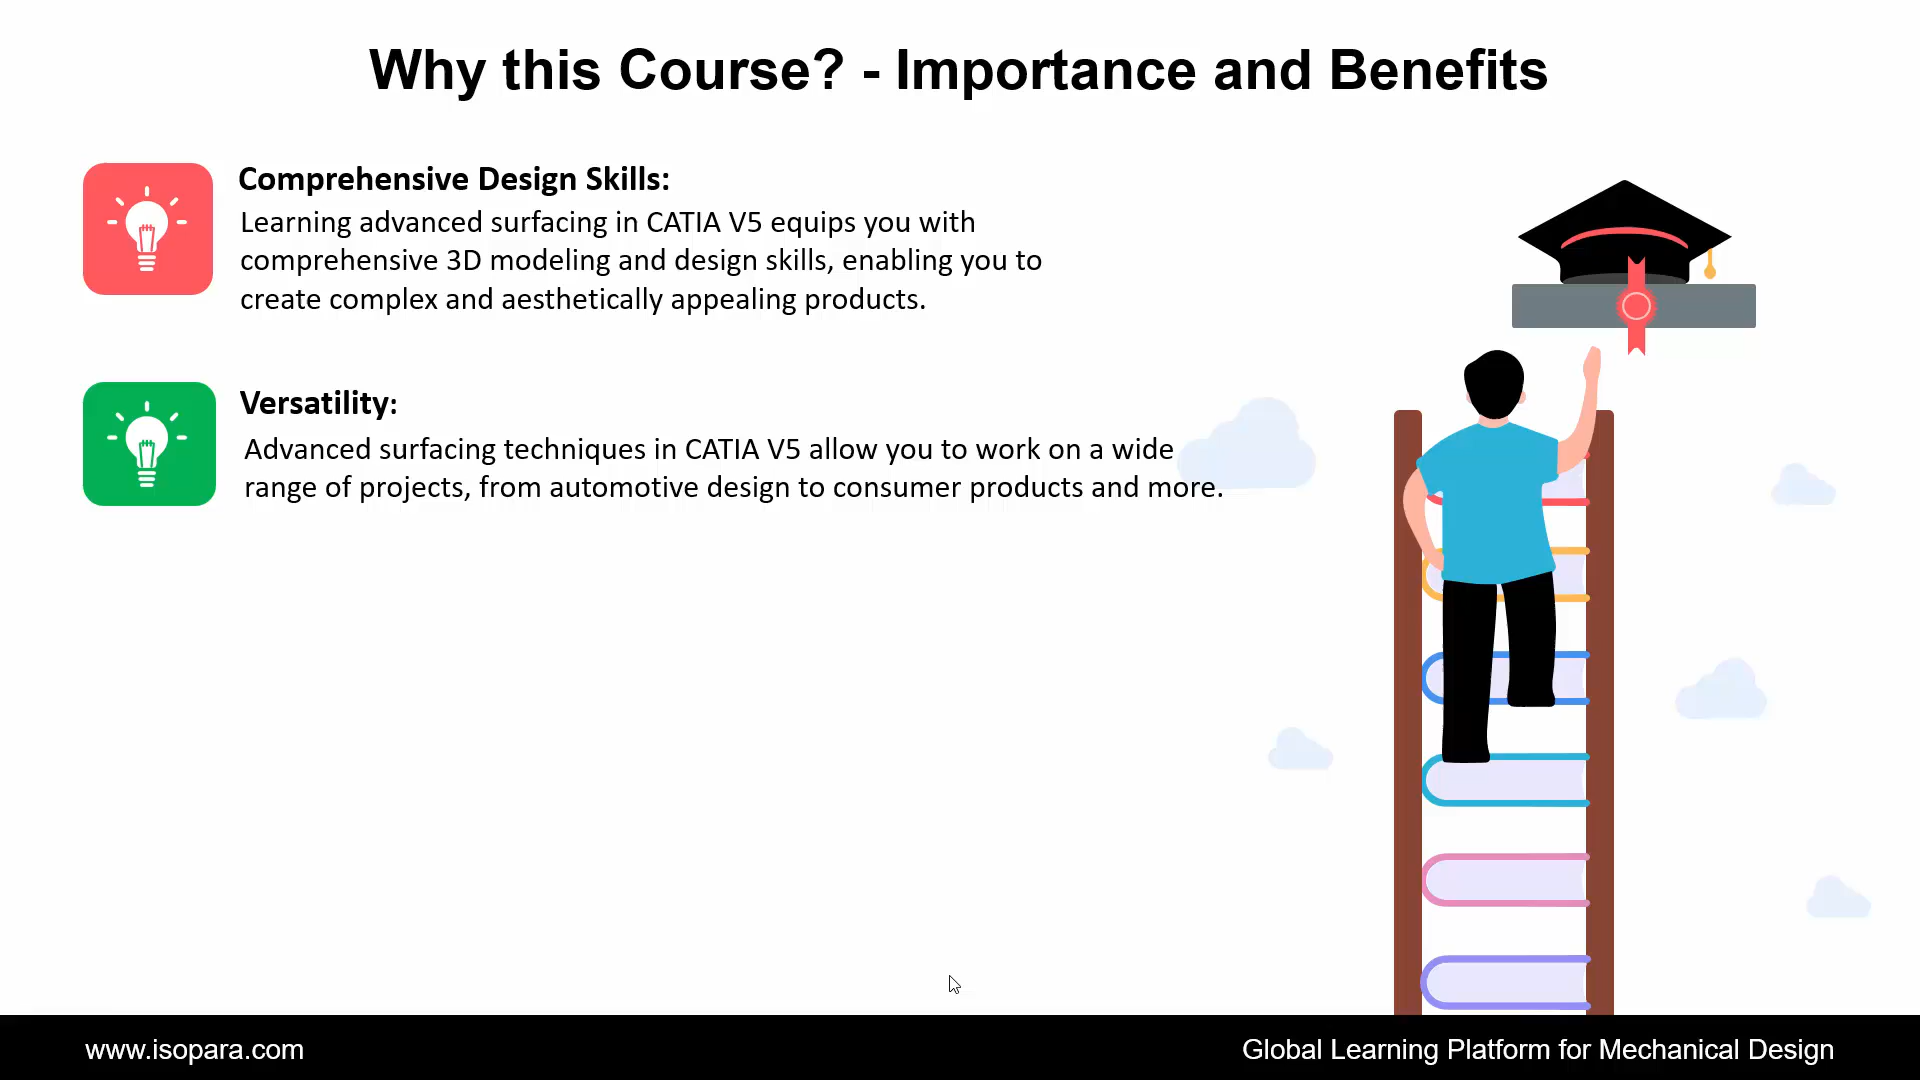 Why this Course? - Importance and Benefits
Comprehensive Design Skills:
Learning advanced surfacing in CATIA V5 equips you with
comprehensive 3D modeling and design skills, enabling you to
create complex and aesthetically appealing products.
Versatility:
Advanced surfacing techniques in CATIA V5 allow you to work on a wide
range of projects, from automotive design to consumer products and more.
www.isopara.com
Global Learning Platform for Mechanical Design